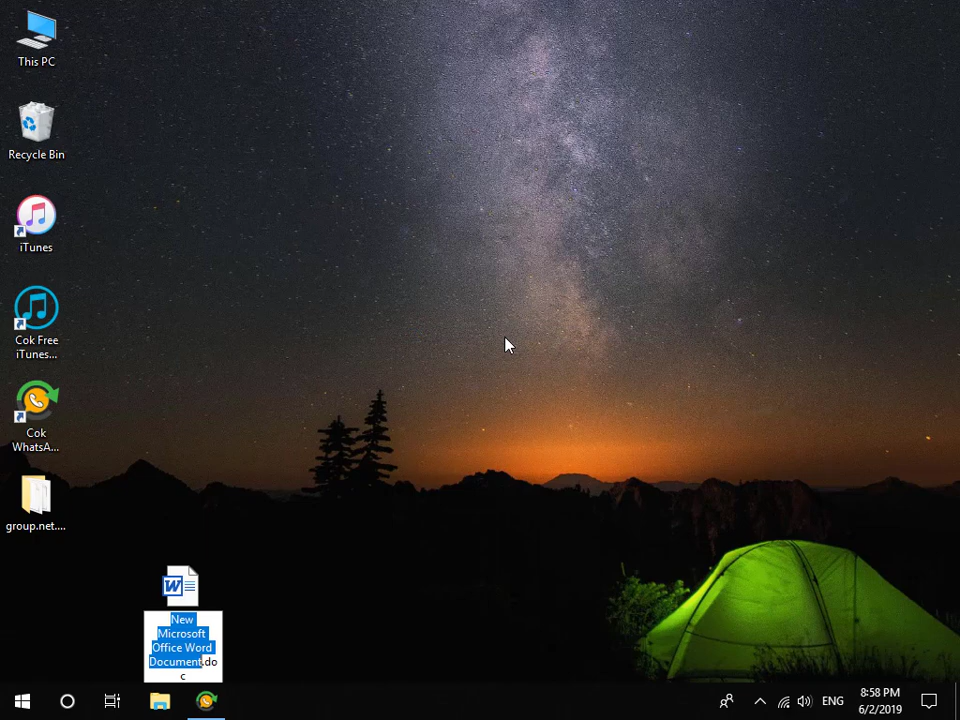 This PC
Recycle Bin
iTunes
Cok Free
iTunes...
Cok
WhatsA...
group.net....
W
New
Microsoft
Office Word
Document.do
c
ENG
8:58 PM
6/2/2019